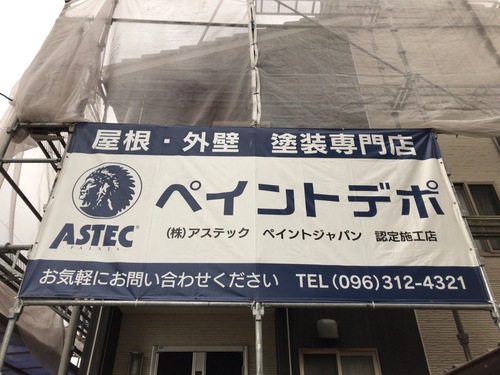 屋根・外壁 塗装専門店
ペイントデポ
ASTEC®
PAINTS
(株)アステック ペイントジャパン 認定施工店
お気軽にお問い合わせください TEL(096)312-4321